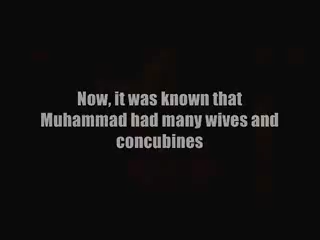 Now, it was known that
Muhammad had many wives and
concubines